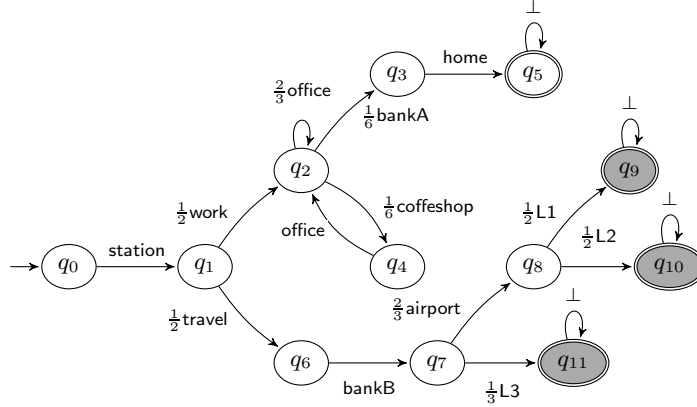 ⊥
home
q3
q5
2/3 office
1/6 bankA
⊥
q2
q9
1/2 work
1/6 coffeshop
1/2 L1
⊥
office
1/2 L2
station
q0
q1
q4
q8
q10
1/2 travel
2/3 airport
⊥
q6
q7
q11
bankB
1/3 L3